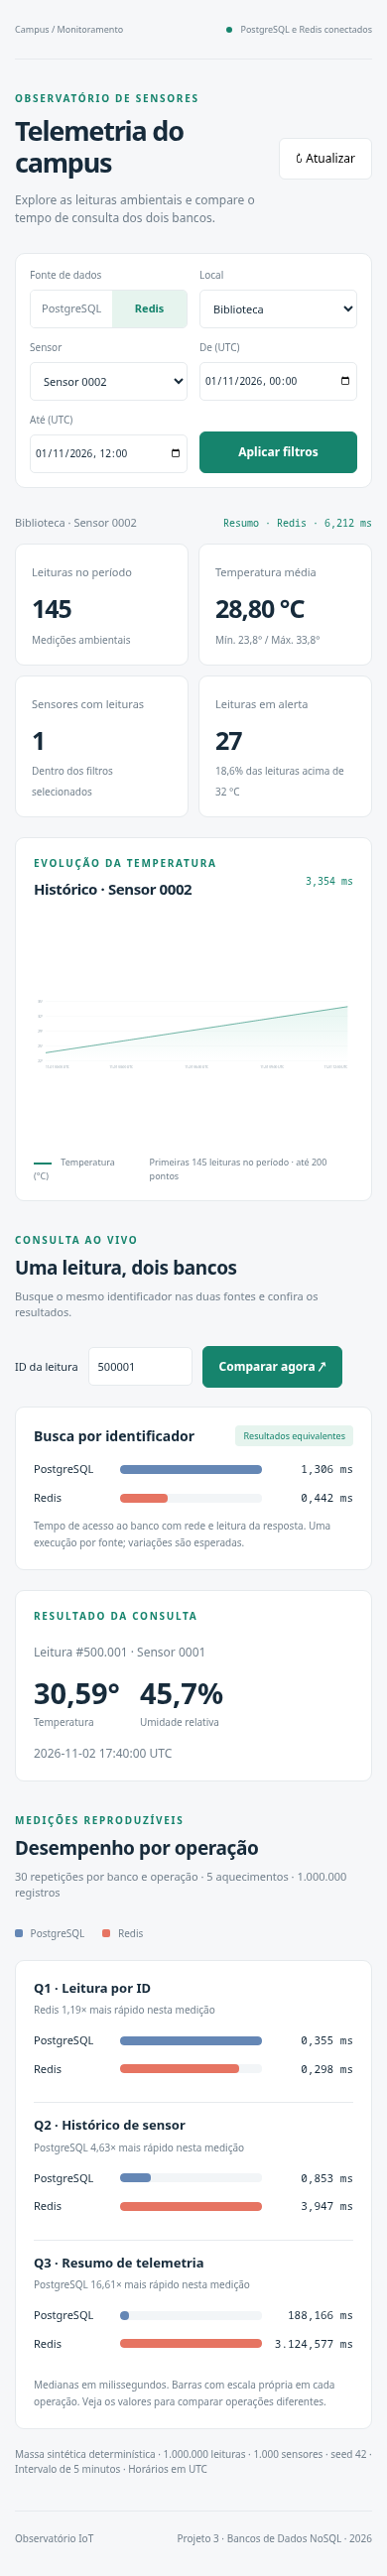 Campus / Monitoramento
PostgreSQL e Redis conectados
OBSERVATÓRIO DE SENSORES
Telemetria do
campus
↻ Atualizar
Explore as leituras ambientais e compare o
tempo de consulta dos dois bancos.
Fonte de dados
Local
PostgreSQL
Redis
Biblioteca
Sensor
De (UTC)
Sensor 0002
01/11/2026, 00:00
Até (UTC)
01/11/2026, 12:00
Aplicar filtros
Biblioteca · Sensor 0002
Resumo · Redis · 6,212 ms
Leituras no período
145
Medições ambientais
Temperatura média
28,80 °C
Mín. 23,8° / Máx. 33,8°
Sensores com leituras
1
Dentro dos filtros
selecionados
Leituras em alerta
27
18,6% das leituras acima de
32 °C
EVOLUÇÃO DA TEMPERATURA
Histórico · Sensor 0002
3,354 ms
Temperatura
(°C)
Primeiras 145 leituras no período · até 200
pontos
CONSULTA AO VIVO
Uma leitura, dois bancos
Busque o mesmo identificador nas duas fontes e confira os
resultados.
ID da leitura
500001
Comparar agora ↗
Busca por identificador
Resultados equivalentes
PostgreSQL
1,306 ms
Redis
0,442 ms
Tempo de acesso ao banco com rede e leitura da resposta. Uma
execução por fonte; variações são esperadas.
RESULTADO DA CONSULTA
Leitura #500.001 · Sensor 0001
30,59°
45,7%
Temperatura
Umidade relativa
2026-11-02 17:40:00 UTC
MEDIÇÕES REPRODUZÍVEIS
Desempenho por operação
30 repetições por banco e operação · 5 aquecimentos · 1.000.000
registros
PostgreSQL
Redis
Q1 · Leitura por ID
Redis 1,19× mais rápido nesta medição
PostgreSQL
0,355 ms
Redis
0,298 ms
Q2 · Histórico de sensor
PostgreSQL 4,63× mais rápido nesta medição
PostgreSQL
0,853 ms
Redis
3,947 ms
Q3 · Resumo de telemetria
PostgreSQL 16,61× mais rápido nesta medição
PostgreSQL
188,166 ms
Redis
3.124,577 ms
Medianas em milissegundos. Barras com escala própria em cada
operação. Veja os valores para comparar operações diferentes.
Massa sintética determinística · 1.000.000 leituras · 1.000 sensores · seed 42 ·
Intervalo de 5 minutos · Horários em UTC
Observatório IoT
Projeto 3 · Bancos de Dados NoSQL · 2026